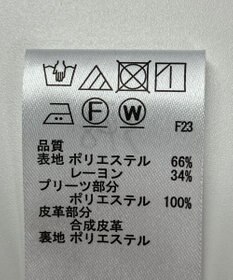 F W
F23
品質
表地 ポリエステル 66%
レーヨン 34%
プリーツ部分
ポリエステル 100%
皮革部分
合成皮革
裏地 ポリエステル